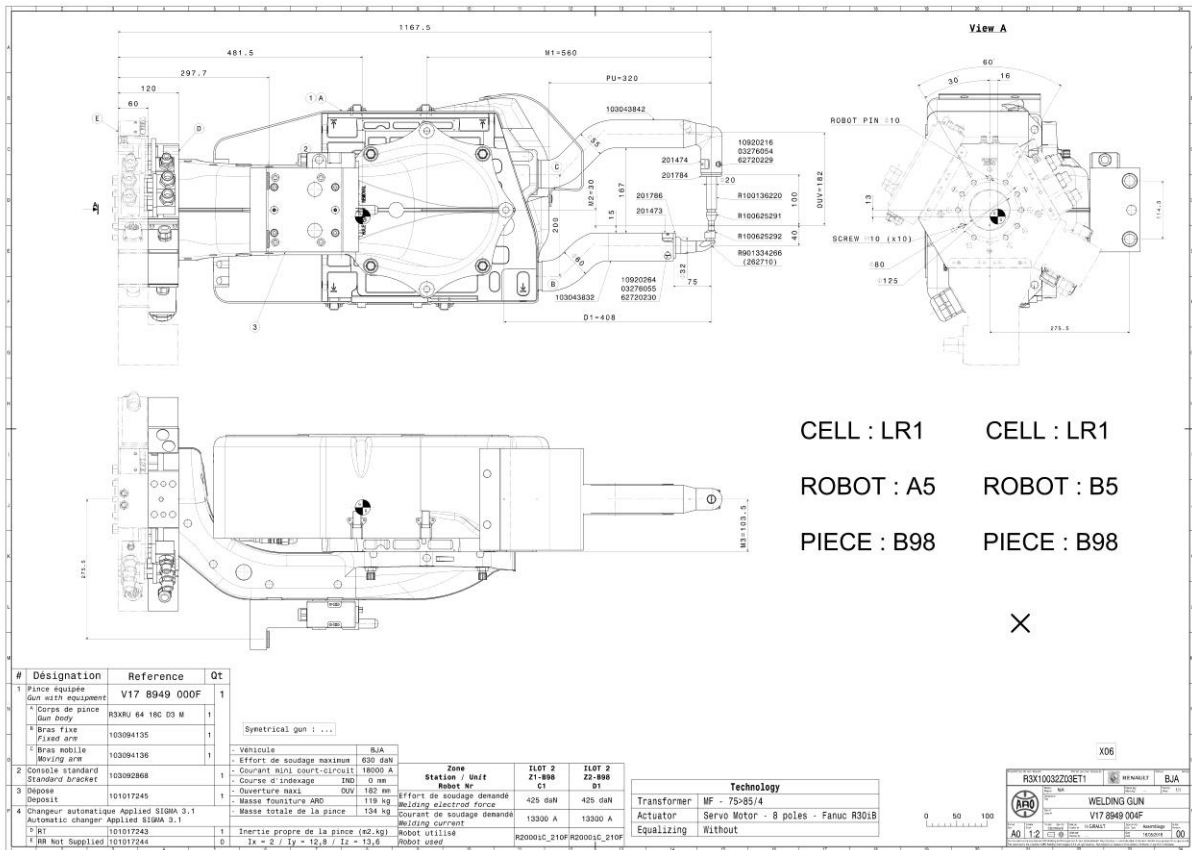 View A
1167.5
481.5
M1=560
297.7
PU=320
120
60
60
30
16
1/A
E
D
2
C
B
3
103043842
55
ROBOT PIN ⌀10
10920216
03276054
62720229
201474
201784
20
M2=30
167
15
200
201786
201473
R100136220
R100625291
R100625292
R901334266
(262710)
100
40
OUV=182
60
32
75
10920264
03276055
62720230
103043832
D1=408
13
SCREW M10 (x10)
⌀80
⌀125
114.3
275.5
275.5
M3=103.5
CELL : LR1 CELL : LR1
ROBOT : A5 ROBOT : B5
PIECE : B98 PIECE : B98
X06
# Désignation Reference Qt
1 Pince équipée V17 8949 000F 1
Gun with equipment
A Corps de pince R3XRU 64 18C D3 M 1
Gun body
B Bras fixe 103094135 1
Fixed arm
C Bras mobile 103094136 1
Moving arm
2 Console standard 103092868 1
Standard bracket
3 Dépose 101017245 1
Deposit
4 Changeur automatique Applied SIGMA 3.1
Automatic changer Applied SIGMA 3.1
D RT 101017243 1
E RR Not Supplied 101017244 0
Symetrical gun : ...
- Véhicule BJA
- Effort de soudage maximum 630 daN
- Courant mini court-circuit 18000 A
- Course d'indexage IND 0 mm
- Ouverture maxi OUV 182 mm
- Masse founiture ARO 119 kg
- Masse totale de la pince 134 kg
Inertie propre de la pince (m2.kg)
Ix = 2 / Iy = 12,8 / Iz = 13,6
Zone ILOT 2 ILOT 2
Station / Unit Z1-B98 Z2-B98
Robot Nr C1 D1
Effort de soudage demandé 425 daN 425 daN
Welding electrod force
Courant de soudage demandé 13300 A 13300 A
Welding current
Robot utilisé R2000iC_210F R2000iC_210F
Robot used
Technology
Transformer MF - 75>85/4
Actuator Servo Motor - 8 poles - Fanuc R30iB
Equalizing Without
0 50 100
R3X10032Z03ET1 RENAULT BJA
ARO
WELDING GUN
V17 8949 000F
A0 1:2 00